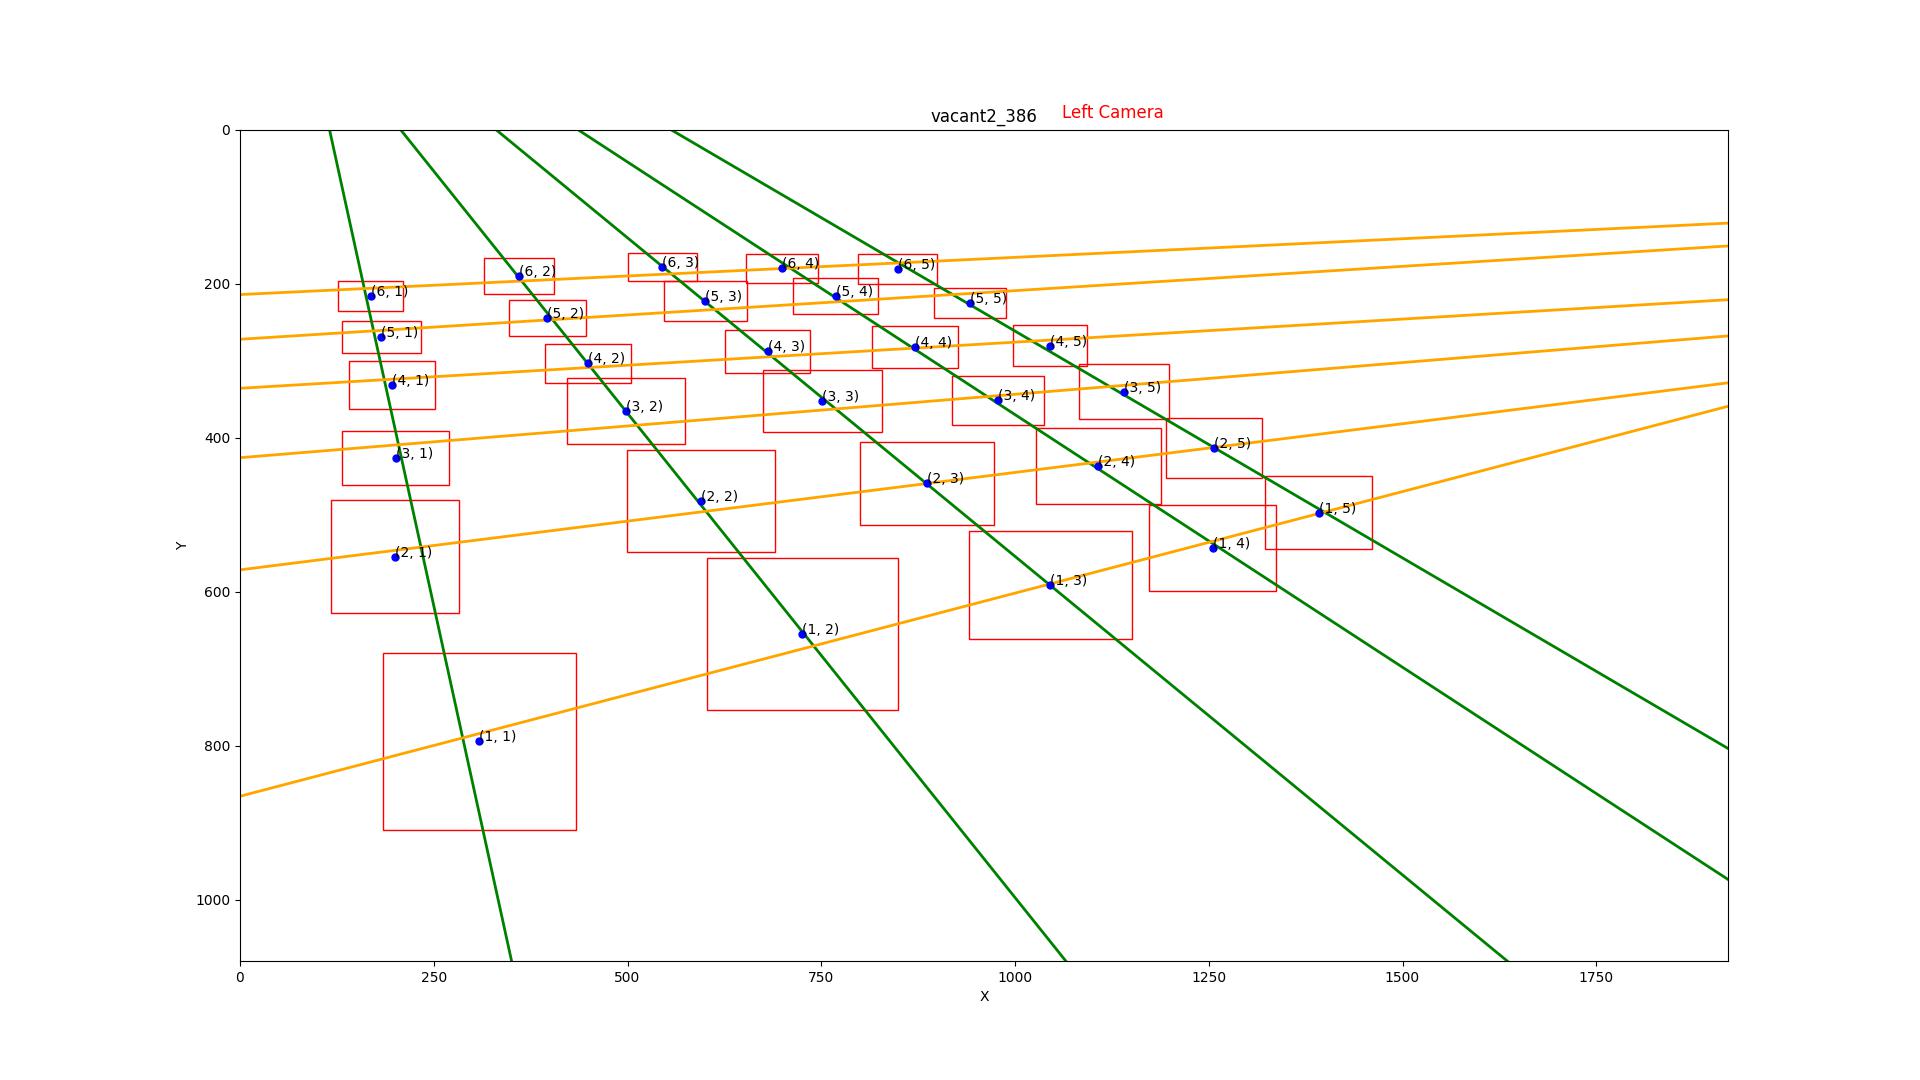 vacant2_386 Left Camera
0
(6, 3) (6, 4) (6, 5)
(6, 2)
200
(6, 1) (5, 3) (5, 4) (5, 5)
(5, 2)
(5, 1)
(4, 3) (4, 4) (4, 5)
(4, 2)
(4, 1) (3, 5)
(3, 2) (3, 3) (3, 4)
400
(3, 1) (2, 4) (2, 5)
(2, 3)
(2, 2) (1, 5)
Y
(2, 1) (1, 4)
(1, 3)
600
(1, 2)
(1, 1)
800
1000
0 250 500 750 1000 1250 1500 1750
X